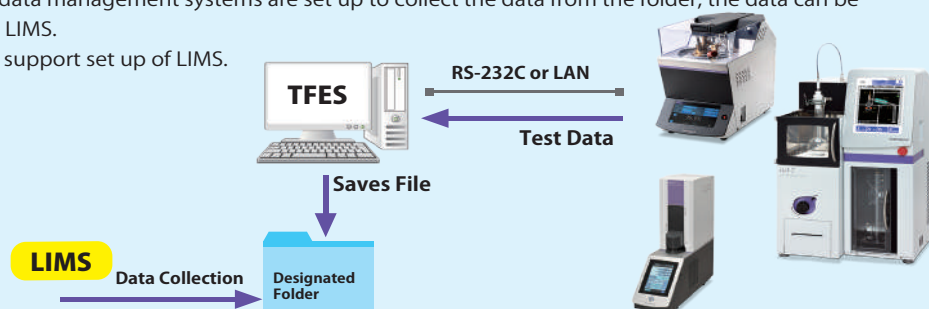 data management systems are set up to collect the data from the folder, the data can be
LIMS.
support set up of LIMS.
TFES
RS-232C or LAN
Test Data
Saves File
LIMS
Data Collection
Designated
Folder